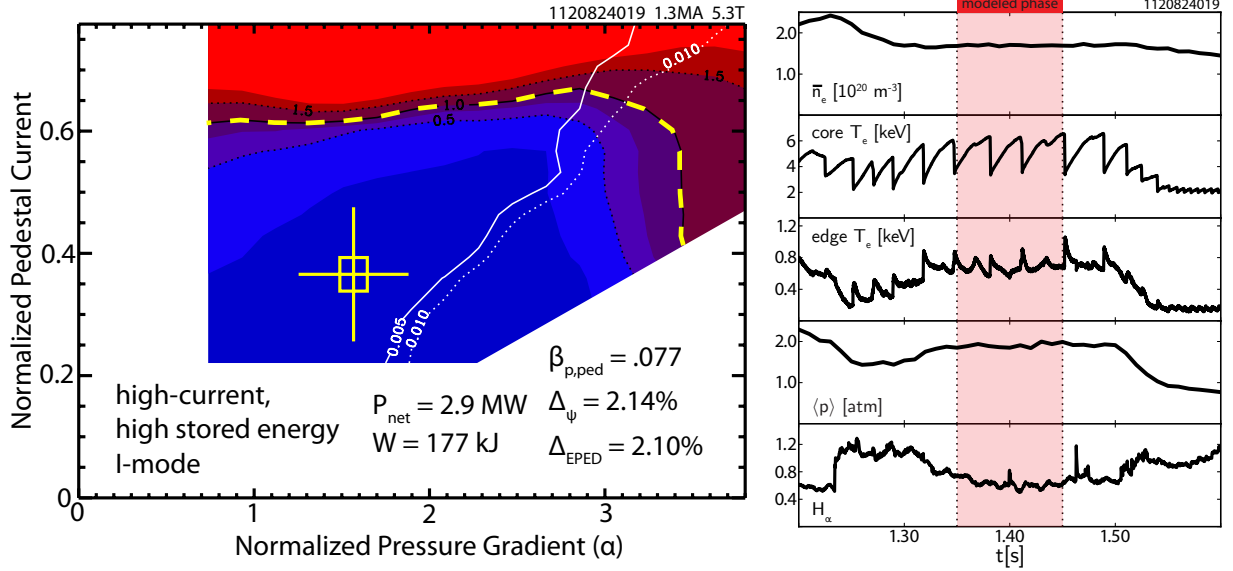 1120824019 1.3MA 5.3T
Normalized Pedestal Current
0.6
0.4
0.2
0
0
1
2
3
Normalized Pressure Gradient (α)
1.5
1.0
0.5
1.5
0.010
0.005
0.010
high-current,
high stored energy
I-mode
P_net = 2.9 MW
W = 177 kJ
β_p,ped = .077
Δ_ψ = 2.14%
Δ_EPED = 2.10%
modeled phase
1120824019
2.0
1.0
n̅_e [10^20 m^-3]
core T_e [keV]
6
4
2
edge T_e [keV]
1.2
0.8
0.4
2.0
1.0
⟨p⟩ [atm]
1.2
0.8
0.4
H_α
1.30
1.40
1.50
t[s]